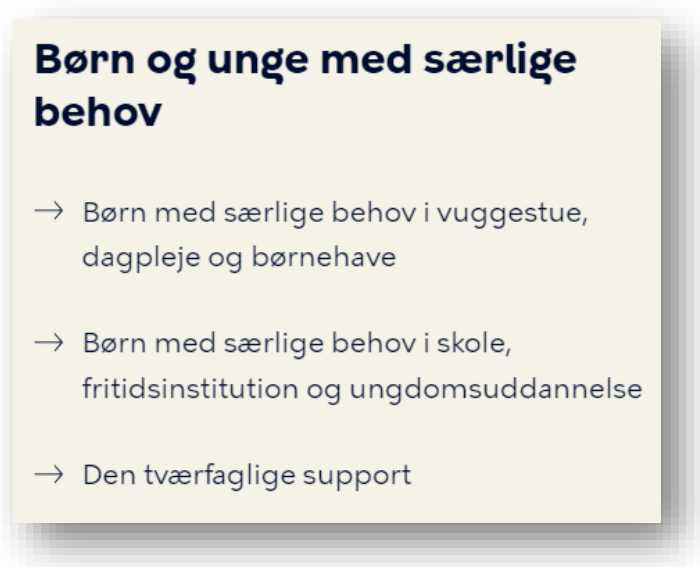 Børn og unge med særlige
behov
→ Børn med særlige behov i vuggestue,
dagpleje og børnehave
→ Børn med særlige behov i skole,
fritidsinstitution og ungdomsuddannelse
→ Den tværfaglige support